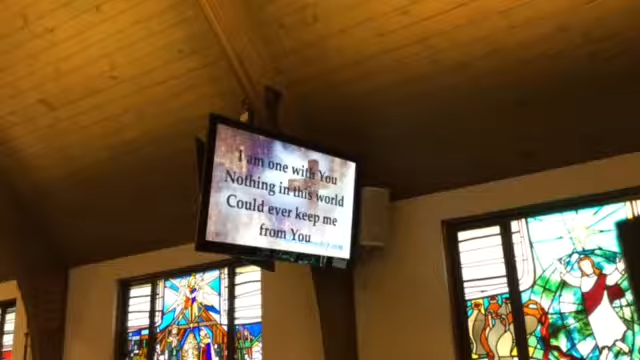 I am one with You
Nothing in this world
Could ever keep me
from You